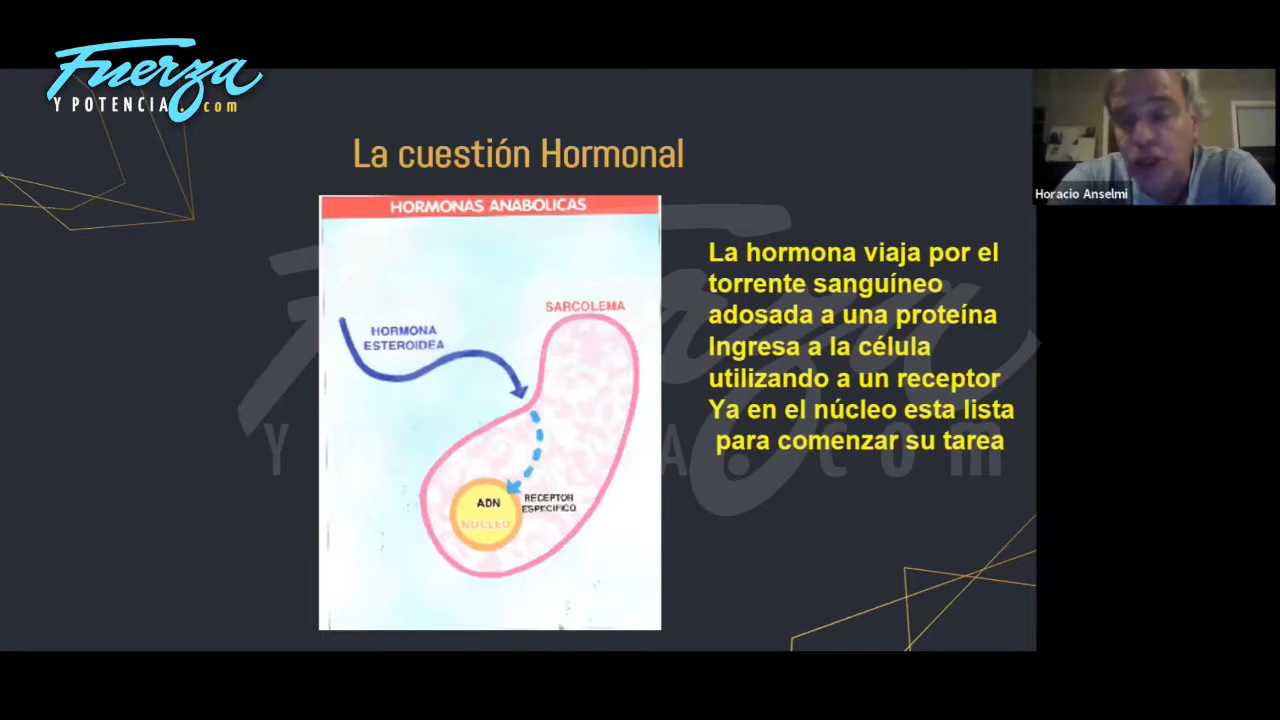 Fuerza
Y POTENCIA.com
La cuestión Hormonal
Horacio Anselmi
HORMONAS ANABOLICAS
SARCOLEMA
HORMONA
ESTEROIDEA
ADN
NUCLEO
RECEPTOR
ESPECIFICO
La hormona viaja por el
torrente sanguíneo
adosada a una proteína
Ingresa a la célula
utilizando a un receptor
Ya en el núcleo esta lista
para comenzar su tarea